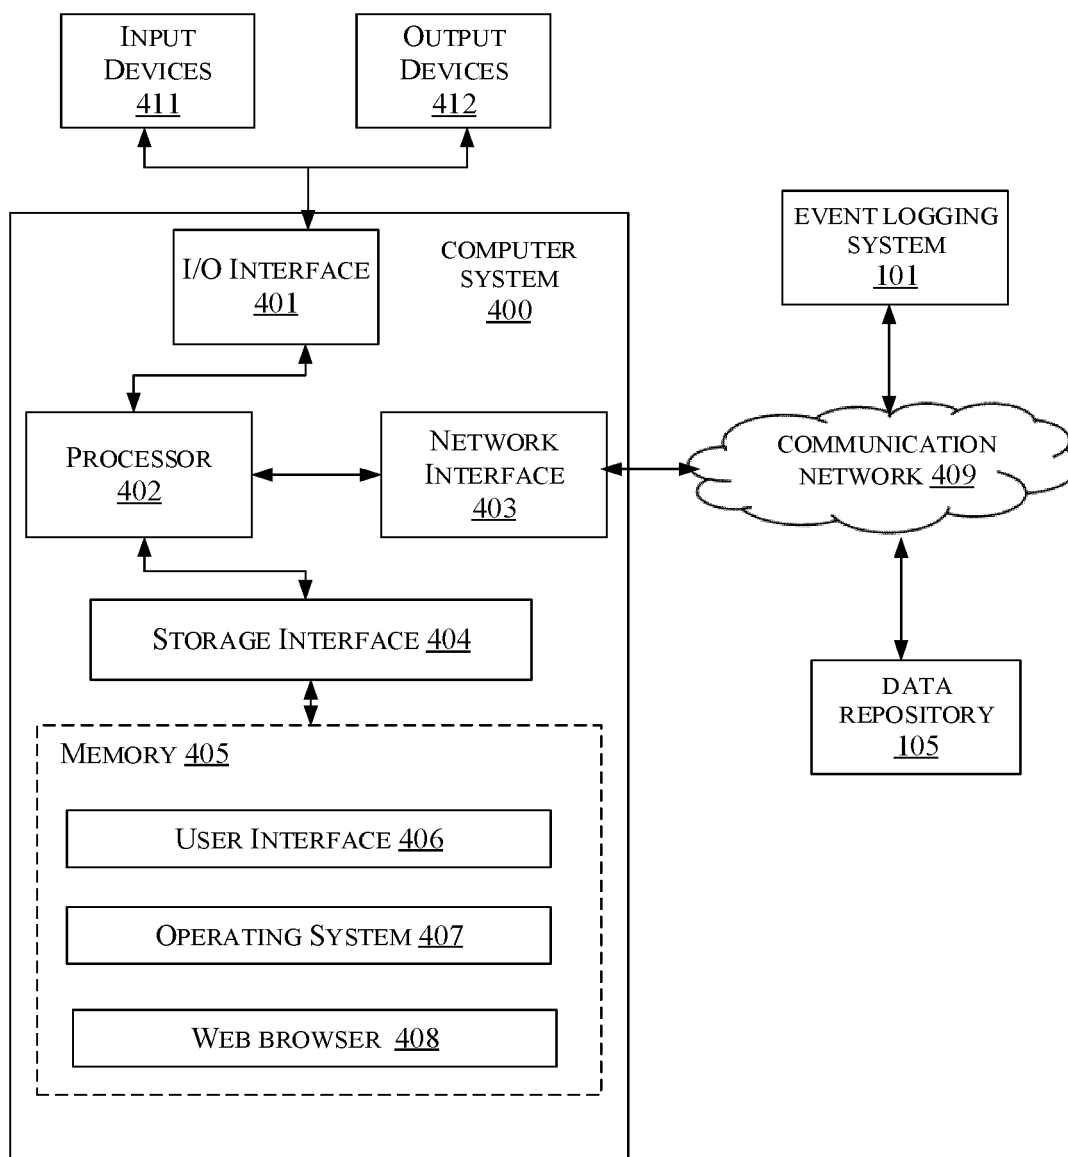 INPUT
DEVICES
411
OUTPUT
DEVICES
412
I/O INTERFACE
401
COMPUTER
SYSTEM
400
EVENT LOGGING
SYSTEM
101
PROCESSOR
402
NETWORK
INTERFACE
403
COMMUNICATION
NETWORK 409
STORAGE INTERFACE 404
DATA
REPOSITORY
105
MEMORY 405
USER INTERFACE 406
OPERATING SYSTEM 407
WEB BROWSER 408